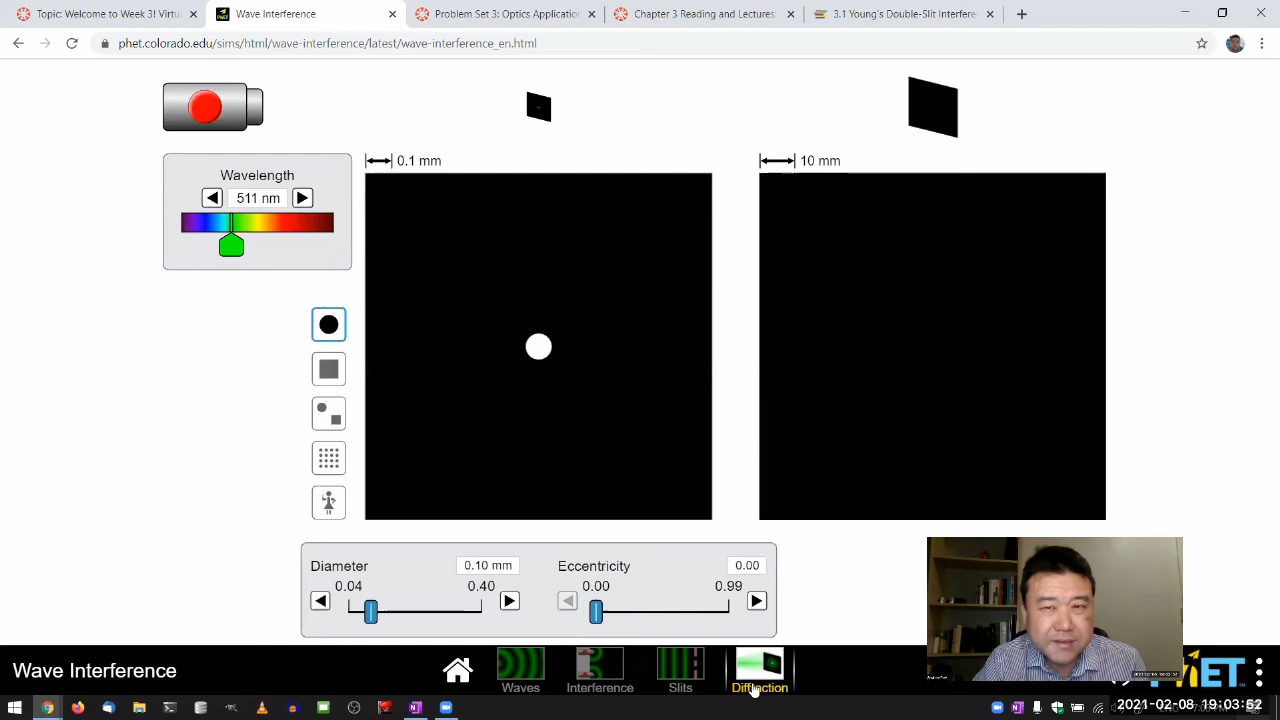 Topic: Welcome to Week 3! Virtu
Wave Interference
Problem Set: Optics Applicatio
Chapter 3 Reading and Lectures:
3.1 Young's Double-Slit Interfer
phet.colorado.edu/sims/html/wave-interference/latest/wave-interference_en.html
0.1 mm
10 mm
Wavelength
511 nm
Diameter
0.10 mm
0.04
0.40
Eccentricity
0.00
0.00
0.99
Wave Interference
Waves
Interference
Slits
Diffraction
PhET
2021-02-08 19:03:52